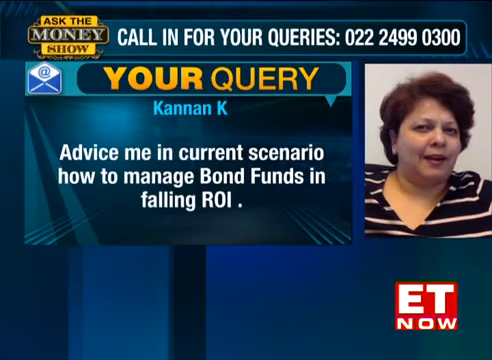 ASK THE
MONEY
SHOW
CALL IN FOR YOUR QUERIES: 022 2499 0300
@
YOUR QUERY
Kannan K
Advice me in current scenario
how to manage Bond Funds in
falling ROI .
ET
NOW